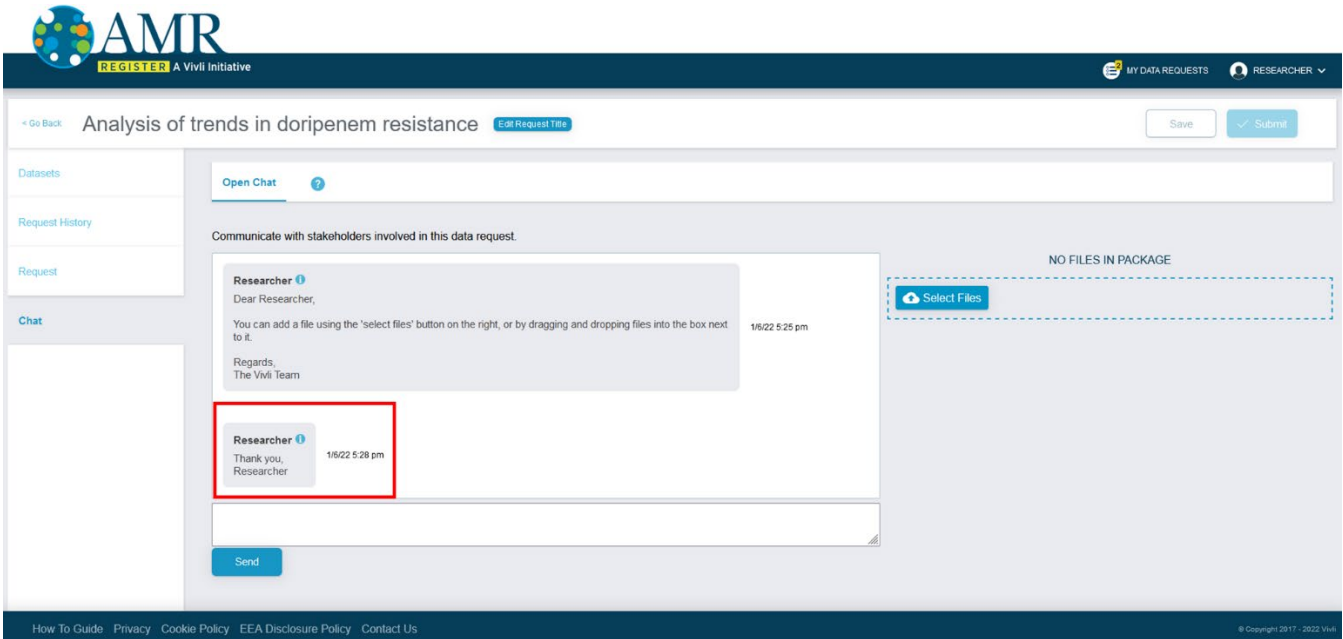 AMR
REGISTER A Vivli Initiative
2
MY DATA REQUESTS
RESEARCHER
< Go Back
Analysis of trends in doripenem resistance
Edit Request Title
Save
Submit
Datasets
Request History
Request
Chat
Open Chat
?
Communicate with stakeholders involved in this data request.
Researcher
Dear Researcher,
You can add a file using the 'select files' button on the right, or by dragging and dropping files into the box next
to it.
Regards,
The Vivli Team
1/6/22 5:25 pm
Researcher
Thank you,
Researcher
1/6/22 5:28 pm
Send
NO FILES IN PACKAGE
Select Files
How To Guide Privacy Cookie Policy EEA Disclosure Policy Contact Us
© Copyright 2017 - 2022 Vivli